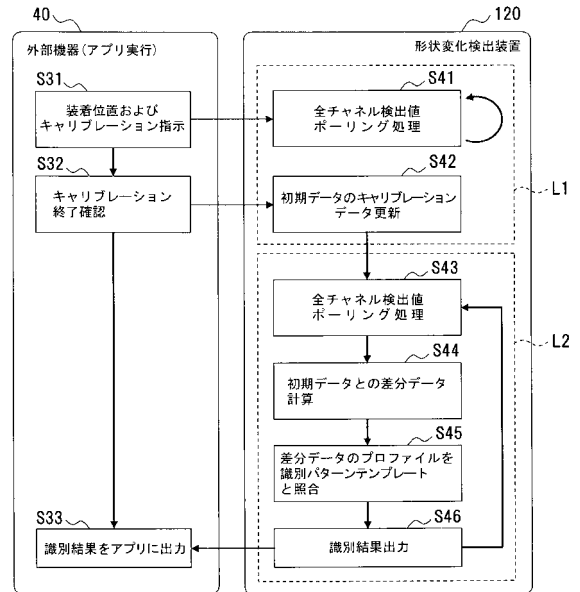 40
120
外部機器(アプリ実行)
形状変化検出装置
S31
装着位置および
キャリブレーション指示
S41
全チャネル検出値
ポーリング処理
S32
キャリブレーション
終了確認
S42
初期データのキャリブレーション
データ更新
L1
S43
全チャネル検出値
ポーリング処理
L2
S44
初期データとの差分データ
計算
S45
差分データのプロファイルを
識別パターンテンプレート
と照合
S33
識別結果をアプリに出力
S46
識別結果出力